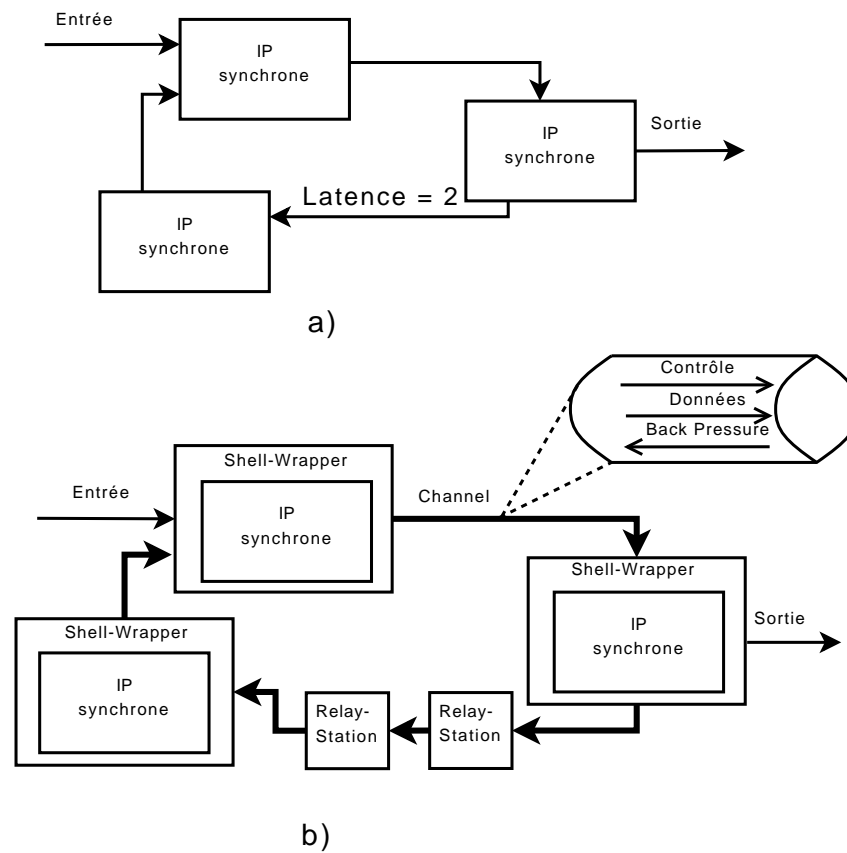 Entrée
IP
synchrone
IP
synchrone
Sortie
Latence = 2
IP
synchrone
a)
Contrôle
Données
Back Pressure
Shell-Wrapper
Entrée
Channel
IP
synchrone
Shell-Wrapper
IP
synchrone
Sortie
Shell-Wrapper
IP
synchrone
Relay-
Station
Relay-
Station
b)